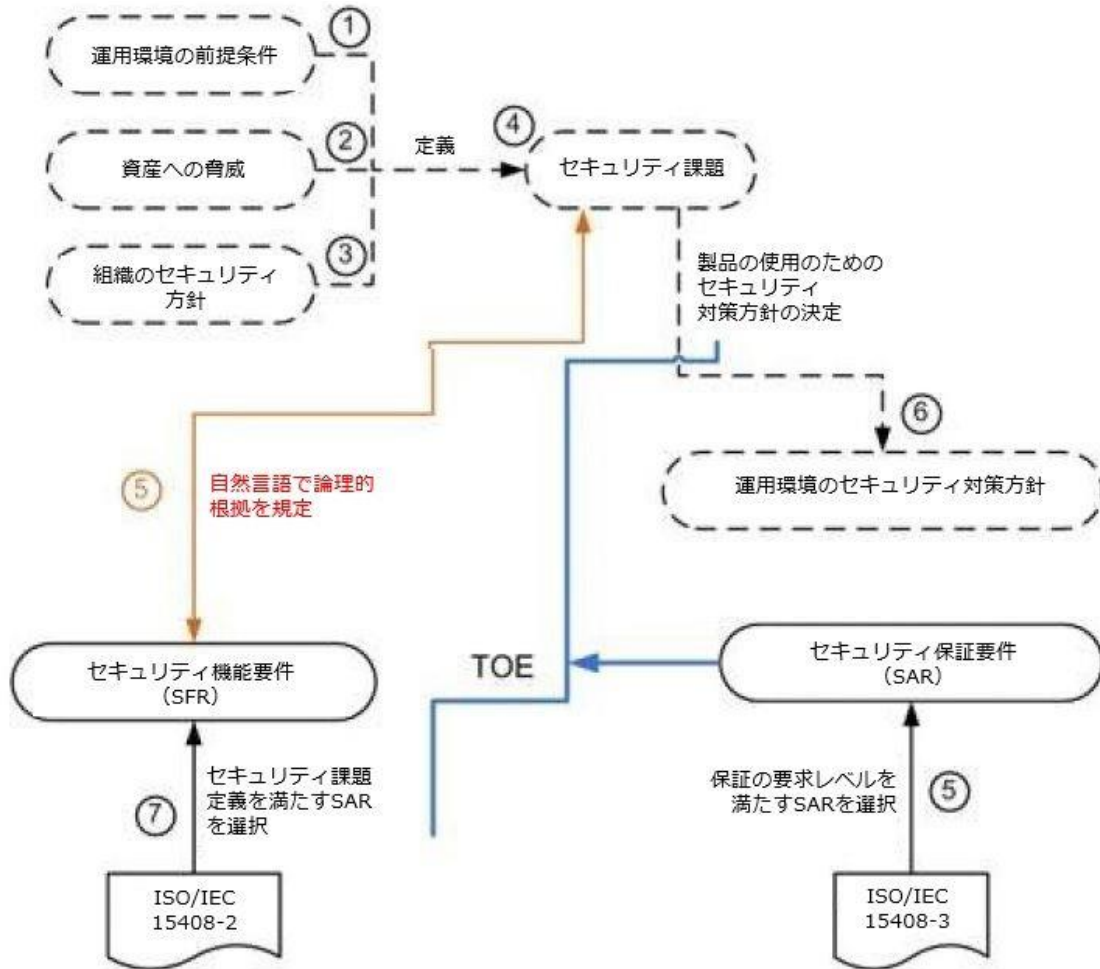 ①
運用環境の前提条件
②
資産への脅威
③
組織のセキュリティ
方針
定義
④
セキュリティ課題
製品の使用のための
セキュリティ
対策方針の決定
⑥
運用環境のセキュリティ対策方針
⑤
自然言語で論理的
根拠を規定
セキュリティ機能要件
（SFR）
TOE
セキュリティ保証要件
（SAR）
⑦
セキュリティ課題
定義を満たすSAR
を選択
保証の要求レベルを
満たすSARを選択
⑤
ISO/IEC
15408-2
ISO/IEC
15408-3